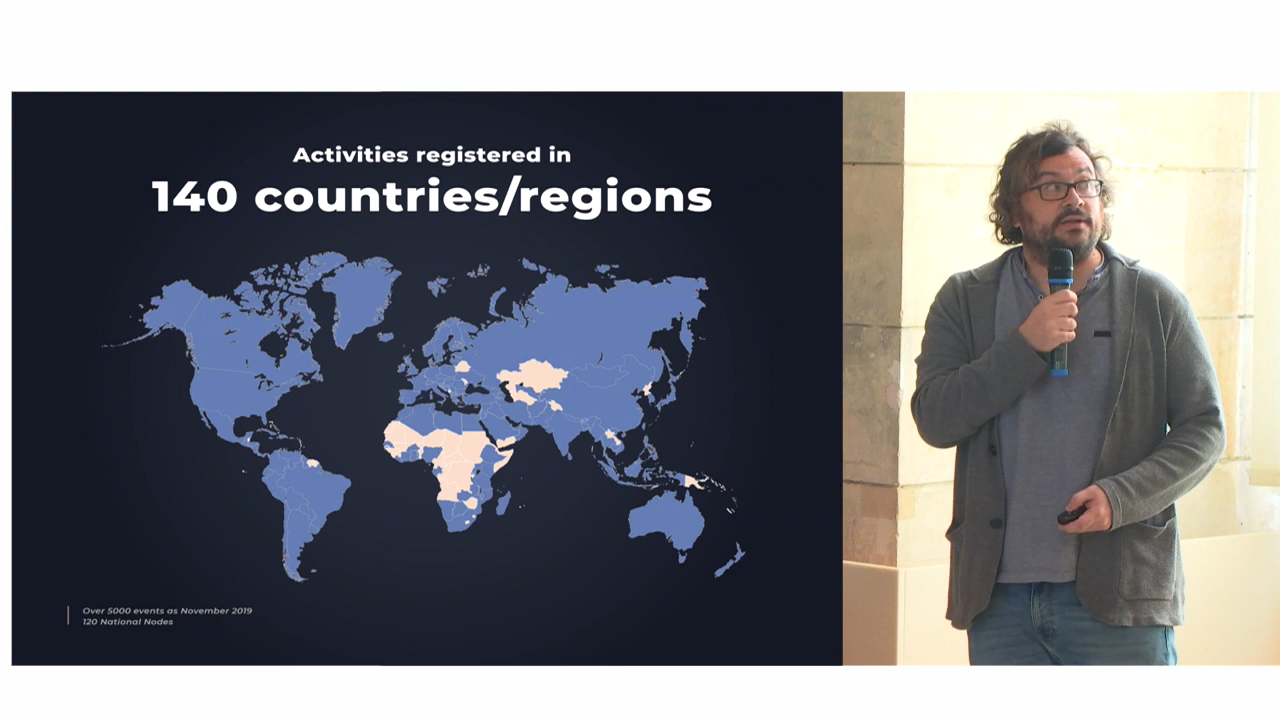 Activities registered in
140 countries/regions
Over 5000 events as November 2019
120 National Nodes